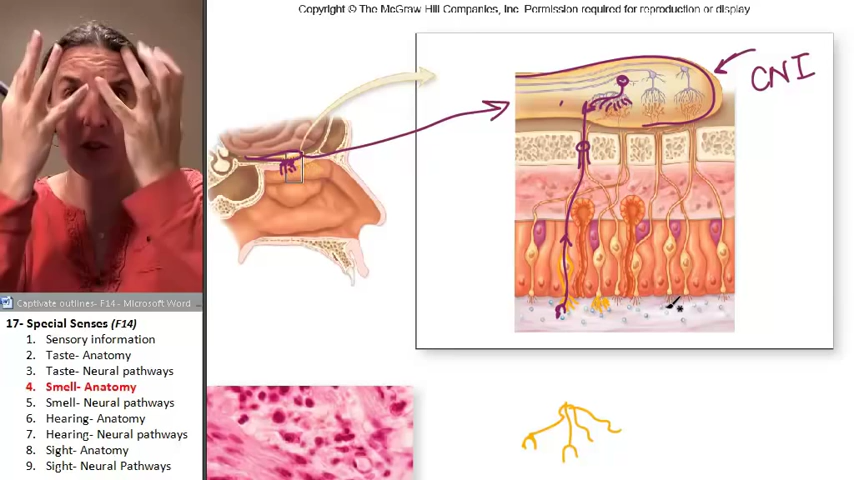 Copyright © The McGraw Hill Companies, Inc. Permission required for reproduction or display
CNI
Captivate outlines- F14 - Microsoft Word
17- Special Senses (F14)
1. Sensory information
2. Taste- Anatomy
3. Taste- Neural pathways
4. Smell- Anatomy
5. Smell- Neural pathways
6. Hearing- Anatomy
7. Hearing- Neural pathways
8. Sight- Anatomy
9. Sight- Neural Pathways